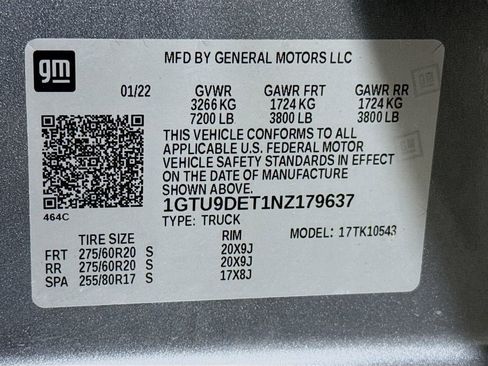 gm
MFD BY GENERAL MOTORS LLC
01/22 GVWR GAWR FRT GAWR RR
3266 KG 1724 KG 1724 KG
7200 LB 3800 LB 3800 LB
THIS VEHICLE CONFORMS TO ALL
APPLICABLE U.S. FEDERAL MOTOR
VEHICLE SAFETY STANDARDS IN EFFECT
ON THE DATE OF MANUFACTURE
SHOWN ABOVE.
464C
1GTU9DET1NZ179637
TYPE: TRUCK MODEL: 17TK10543
TIRE SIZE RIM
FRT 275/60R20 S 20X9J
RR 275/60R20 S 20X9J
SPA 255/80R17 S 17X8J
gm
gm